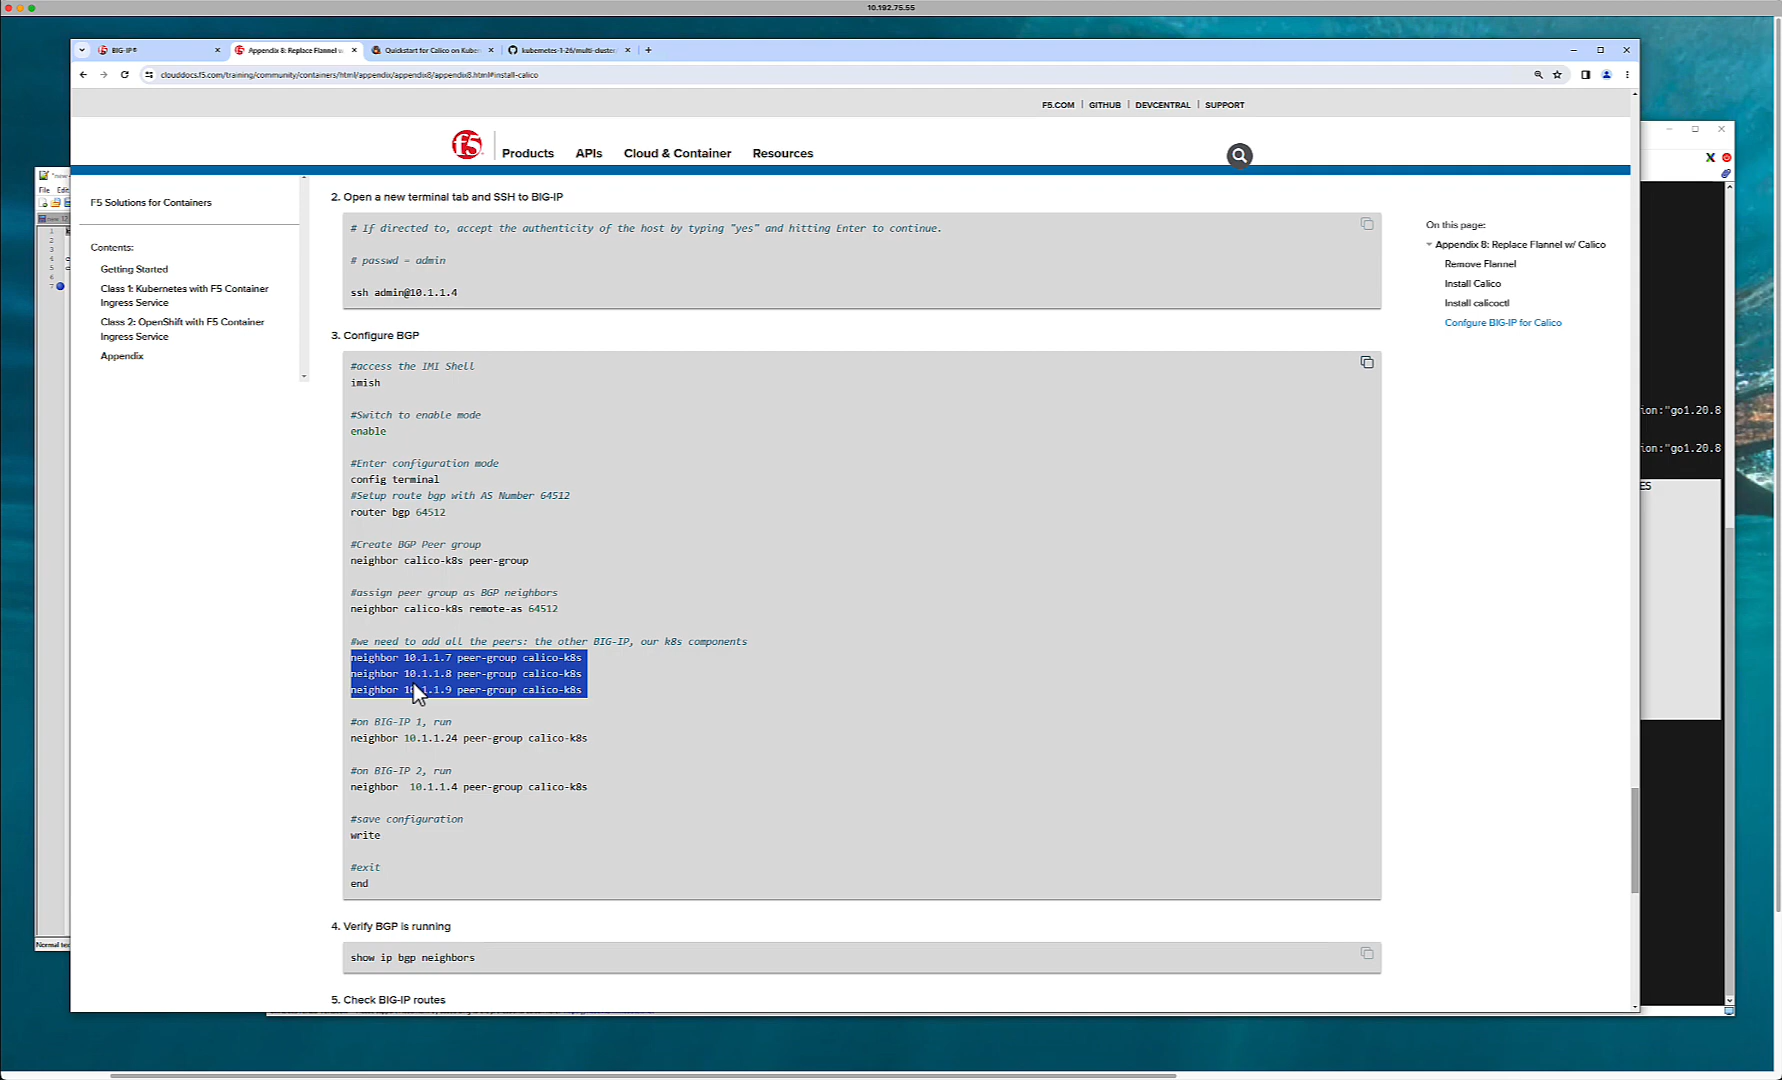 10.192.75.55
BIG-IP®
Appendix 8: Replace Flannel w
Quickstart for Calico on Kuber
kubernetes-1-26/multi-cluster
clouddocs.f5.com/training/community/containers/html/appendix/appendix8/appendix8.html#install-calico
F5.COM | GITHUB | DEVCENTRAL | SUPPORT
f5
Products
APIs
Cloud & Container
Resources
File Edit
F5 Solutions for Containers
Contents:
Getting Started
Class 1: Kubernetes with F5 Container
Ingress Service
Class 2: OpenShift with F5 Container
Ingress Service
Appendix
2. Open a new terminal tab and SSH to BIG-IP
# If directed to, accept the authenticity of the host by typing "yes" and hitting Enter to continue.
# passwd = admin
ssh admin@10.1.1.4
3. Configure BGP
#access the IMI Shell
imish
#Switch to enable mode
enable
#Enter configuration mode
config terminal
#Setup route bgp with AS Number 64512
router bgp 64512
#Create BGP Peer group
neighbor calico-k8s peer-group
#assign peer group as BGP neighbors
neighbor calico-k8s remote-as 64512
#we need to add all the peers: the other BIG-IP, our k8s components
neighbor 10.1.1.7 peer-group calico-k8s
neighbor 10.1.1.8 peer-group calico-k8s
neighbor 10.1.1.9 peer-group calico-k8s
#on BIG-IP 1, run
neighbor 10.1.1.24 peer-group calico-k8s
#on BIG-IP 2, run
neighbor  10.1.1.4 peer-group calico-k8s
#save configuration
write
#exit
end
4. Verify BGP is running
show ip bgp neighbors
5. Check BIG-IP routes
On this page:
Appendix 8: Replace Flannel w/ Calico
Remove Flannel
Install Calico
Install calicoctl
Confgure BIG-IP for Calico
ion:"go1.20.8
ion:"go1.20.8
ES
Normal tex